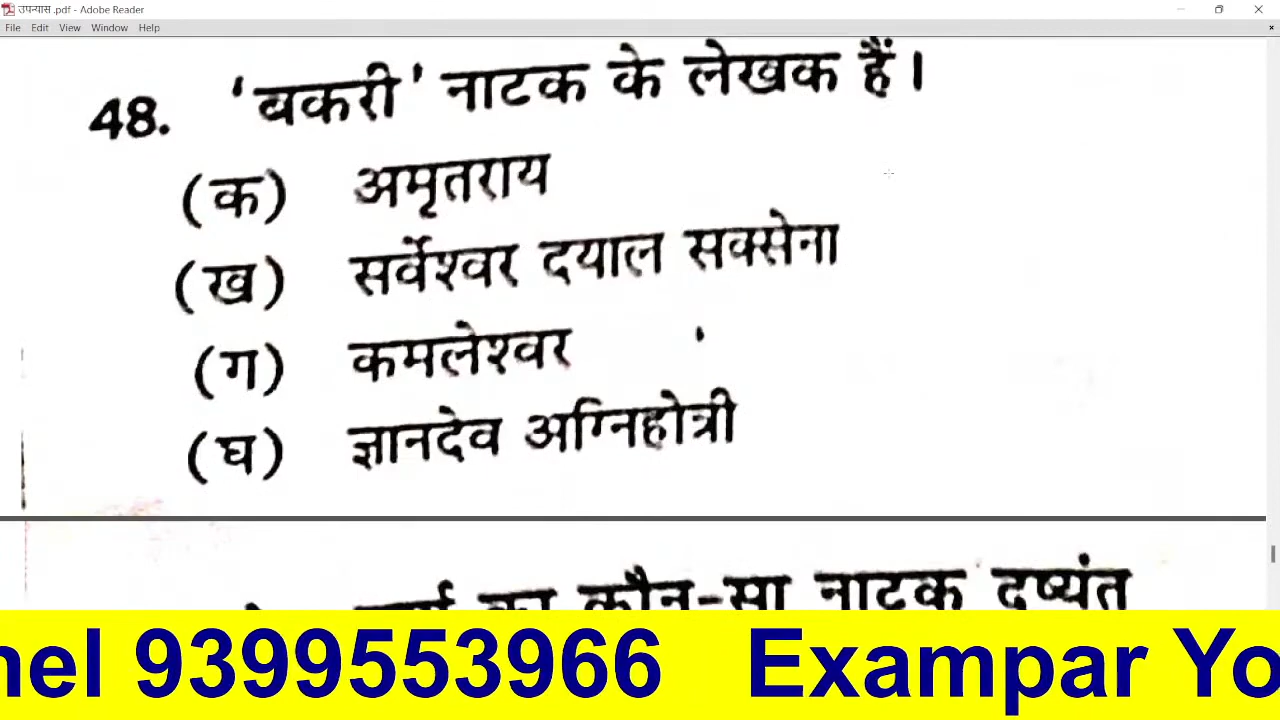 उपन्यास .pdf - Adobe Reader
File Edit View Window Help
48. 'बकरी' नाटक के लेखक हैं।
(क) अमृतराय
(ख) सर्वेश्वर दयाल सक्सेना
(ग) कमलेश्वर
(घ) ज्ञानदेव अग्निहोत्री
का कौन-सा नाटक दुष्यंत
nel 9399553966 Exampar Yo